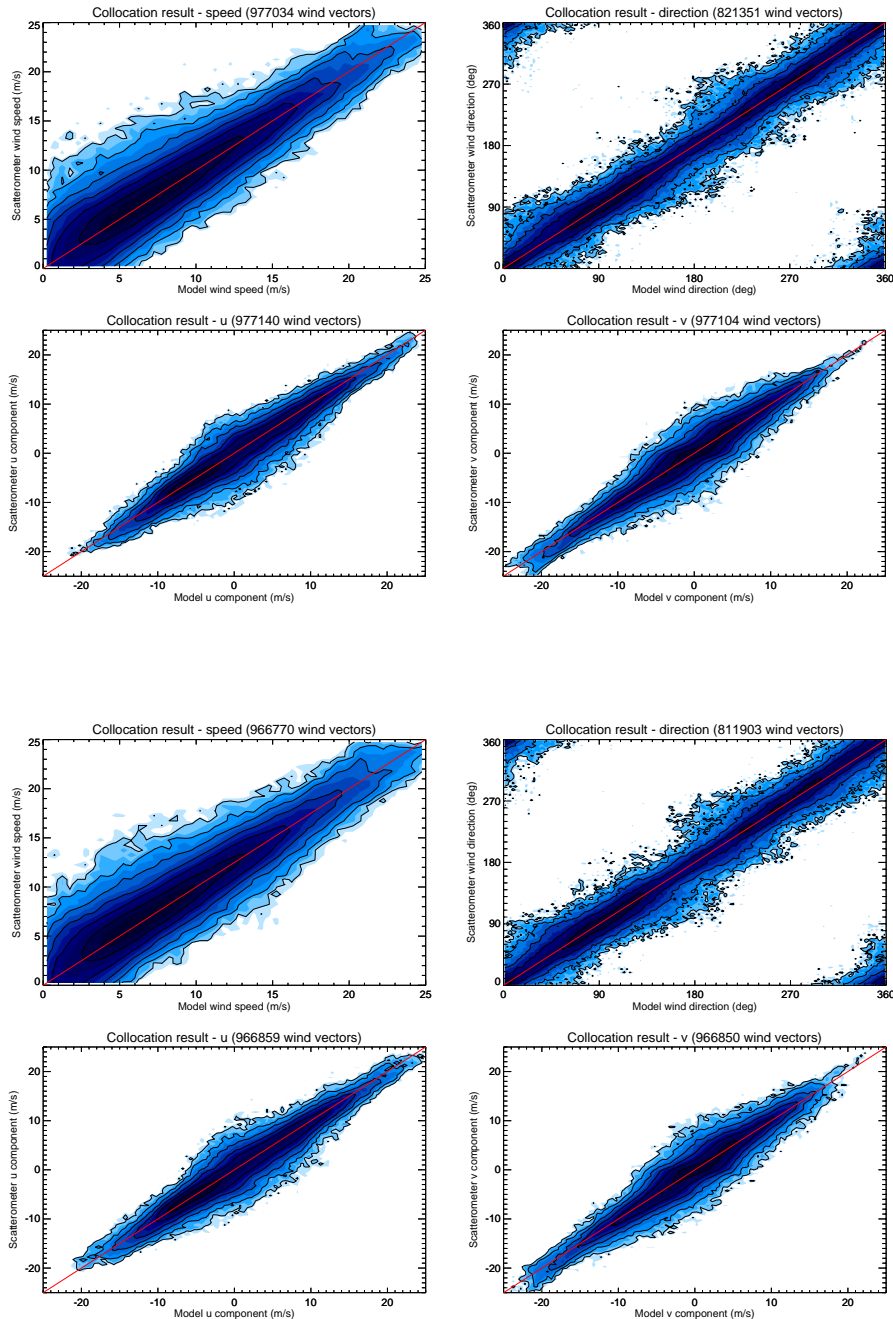 Collocation result - speed (977034 wind vectors)
25
20
15
10
5
0
Scatterometer wind speed (m/s)
0 5 10 15 20 25
Model wind speed (m/s)
Collocation result - direction (821351 wind vectors)
360
270
180
90
0
Scatterometer wind direction (deg)
0 90 180 270 360
Model wind direction (deg)
Collocation result - u (977140 wind vectors)
20
10
0
-10
-20
Scatterometer u component (m/s)
-20 -10 0 10 20
Model u component (m/s)
Collocation result - v (977104 wind vectors)
20
10
0
-10
-20
Scatterometer v component (m/s)
-20 -10 0 10 20
Model v component (m/s)
Collocation result - speed (966770 wind vectors)
25
20
15
10
5
0
Scatterometer wind speed (m/s)
0 5 10 15 20 25
Model wind speed (m/s)
Collocation result - direction (811903 wind vectors)
360
270
180
90
0
Scatterometer wind direction (deg)
0 90 180 270 360
Model wind direction (deg)
Collocation result - u (966859 wind vectors)
20
10
0
-10
-20
Scatterometer u component (m/s)
-20 -10 0 10 20
Model u component (m/s)
Collocation result - v (966850 wind vectors)
20
10
0
-10
-20
Scatterometer v component (m/s)
-20 -10 0 10 20
Model v component (m/s)